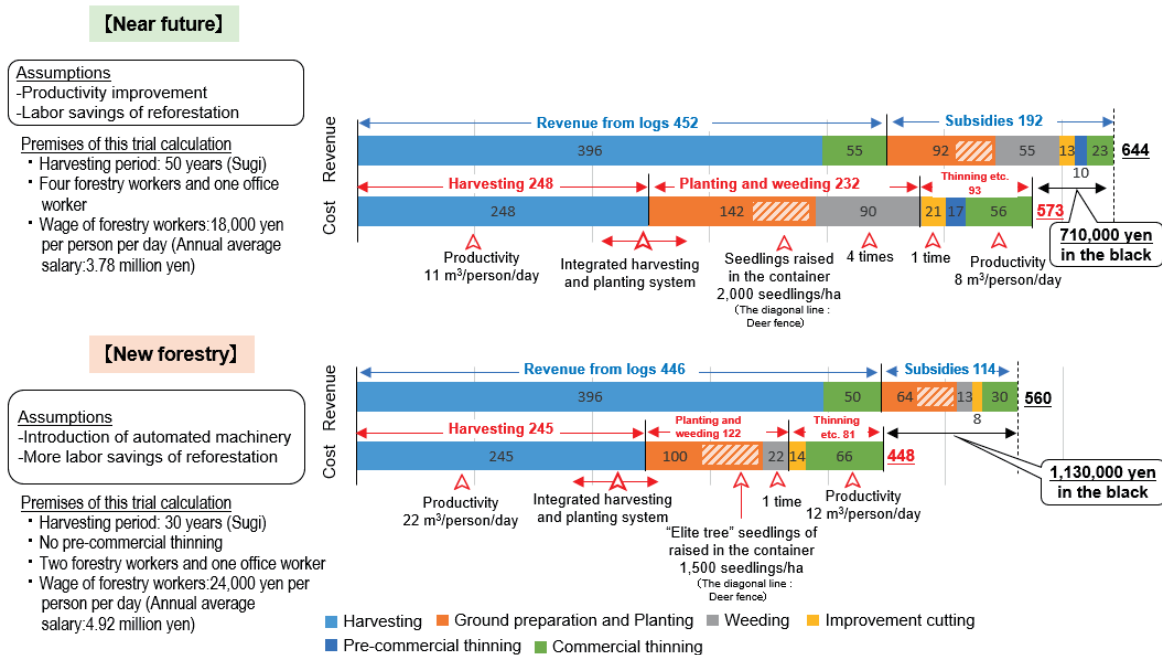 【Near future】
Assumptions
-Productivity improvement
-Labor savings of reforestation
Premises of this trial calculation
・ Harvesting period: 50 years (Sugi)
・ Four forestry workers and one office
worker
・ Wage of forestry workers:18,000 yen
per person per day (Annual average
salary:3.78 million yen)
Revenue
Revenue from logs 452
Subsidies 192
396
55
92
55
13
10
23
644
Cost
Harvesting 248
Planting and weeding 232
Thinning etc.
93
248
142
90
21
17
56
573
710,000 yen
in the black
Productivity
11 m³/person/day
Integrated harvesting
and planting system
Seedlings raised
in the container
2,000 seedlings/ha
(The diagonal line :
Deer fence)
4 times
1 time
Productivity
8 m³/person/day
【New forestry】
Assumptions
-Introduction of automated machinery
-More labor savings of reforestation
Premises of this trial calculation
・ Harvesting period: 30 years (Sugi)
・ No pre-commercial thinning
・ Two forestry workers and one office worker
・ Wage of forestry workers:24,000 yen per
person per day (Annual average
salary:4.92 million yen)
Revenue
Revenue from logs 446
Subsidies 114
396
50
64
13
8
30
560
Cost
Harvesting 245
Planting and
weeding 122
Thinning
etc. 81
245
100
22
14
66
448
1,130,000 yen
in the black
Productivity
22 m³/person/day
Integrated harvesting
and planting system
"Elite tree" seedlings of
raised in the container
1,500 seedlings/ha
(The diagonal line :
Deer fence)
1 time
Productivity
12 m³/person/day
Harvesting
Ground preparation and Planting
Weeding
Improvement cutting
Pre-commercial thinning
Commercial thinning